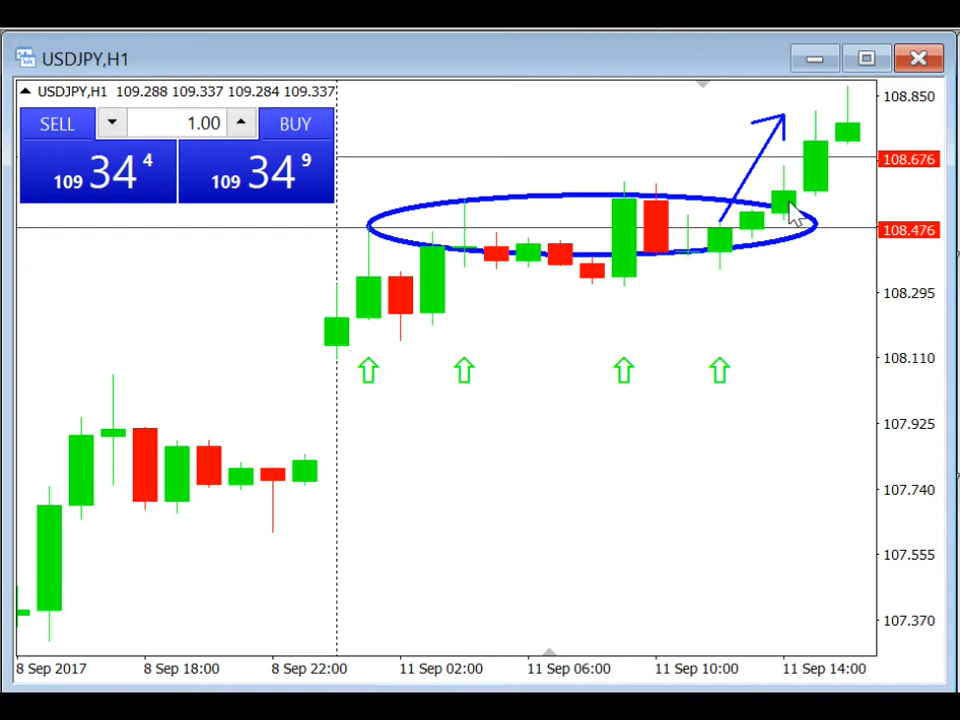 USDJPY,H1
USDJPY,H1 109.288 109.337 109.284 109.337
SELL 1.00 BUY
109 34 4 109 34 9
108.850
108.676
108.476
108.295
108.110
107.925
107.740
107.555
107.370
8 Sep 2017 8 Sep 18:00 8 Sep 22:00 11 Sep 02:00 11 Sep 06:00 11 Sep 10:00 11 Sep 14:00